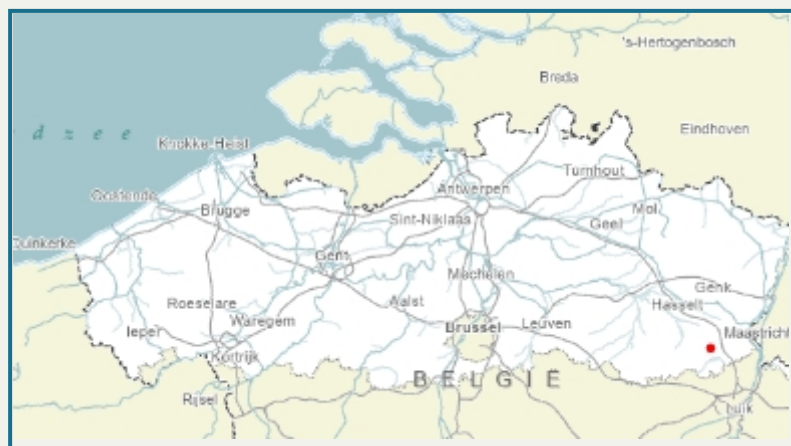 's-Hertogenbosch
Breda
d z e e
Eindhoven
Knokke-Heist
Turnhout
Antwerpen
Oostende
Mol
Brugge
Sint-Niklaas
Geel
Duinkerke
Gent
Mechelen
Genk
Roeselare
Aalst
Hasselt
Ieper
Waregem
Brussel
Leuven
Maastricht
Kortrijk
BELGIË
Rijsel
Luik